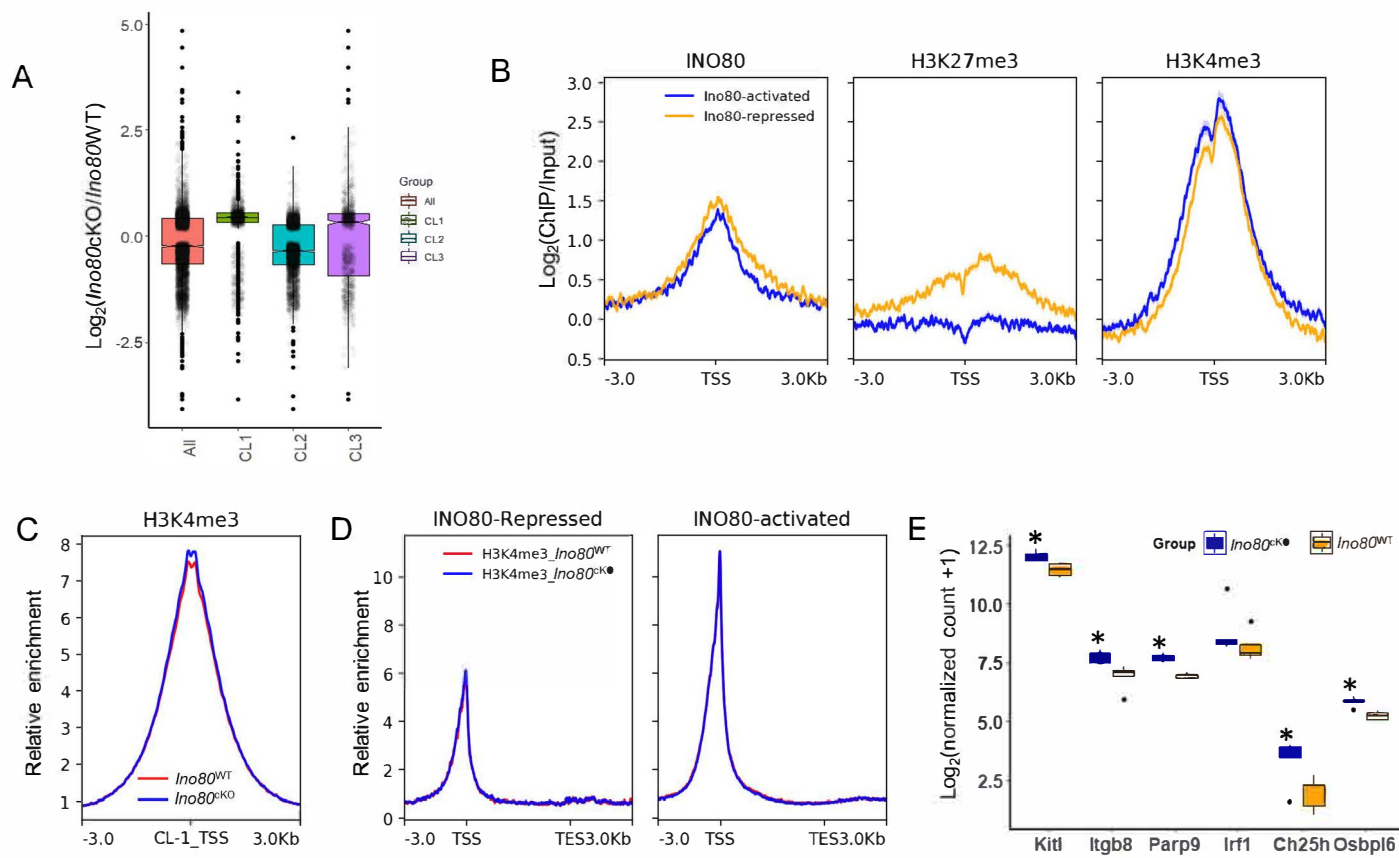 A
Log2(Ino80cKO/Ino80WT)
5.0
2.5
0.0
-2.5
All
CL1
CL2
CL3
Group
All
CL1
CL2
CL3
B
INO80
H3K27me3
H3K4me3
Log2(ChIP/Input)
3.0
2.5
2.0
1.5
1.0
0.5
0.0
0.5
Ino80-activated
Ino80-repressed
-3.0 TSS 3.0Kb
-3.0 TSS 3.0Kb
-3.0 TSS 3.0Kb
C
H3K4me3
Relative enrichment
8
7
6
5
4
3
2
1
Ino80WT
Ino80cKO
-3.0 CL-1_TSS 3.0Kb
D
INO80-Repressed
INO80-activated
Relative enrichment
10
8
6
4
2
0
H3K4me3_Ino80WT
H3K4me3_Ino80cK
-3.0 TSS TES3.0Kb
-3.0 TSS TES3.0Kb
E
Log2(normalized count +1)
12.5
10.0
7.5
5.0
2.5
Group Ino80cK Ino80WT
*
*
*
*
*
Kitl Itgb8 Parp9 Irf1 Ch25h Osbpl6